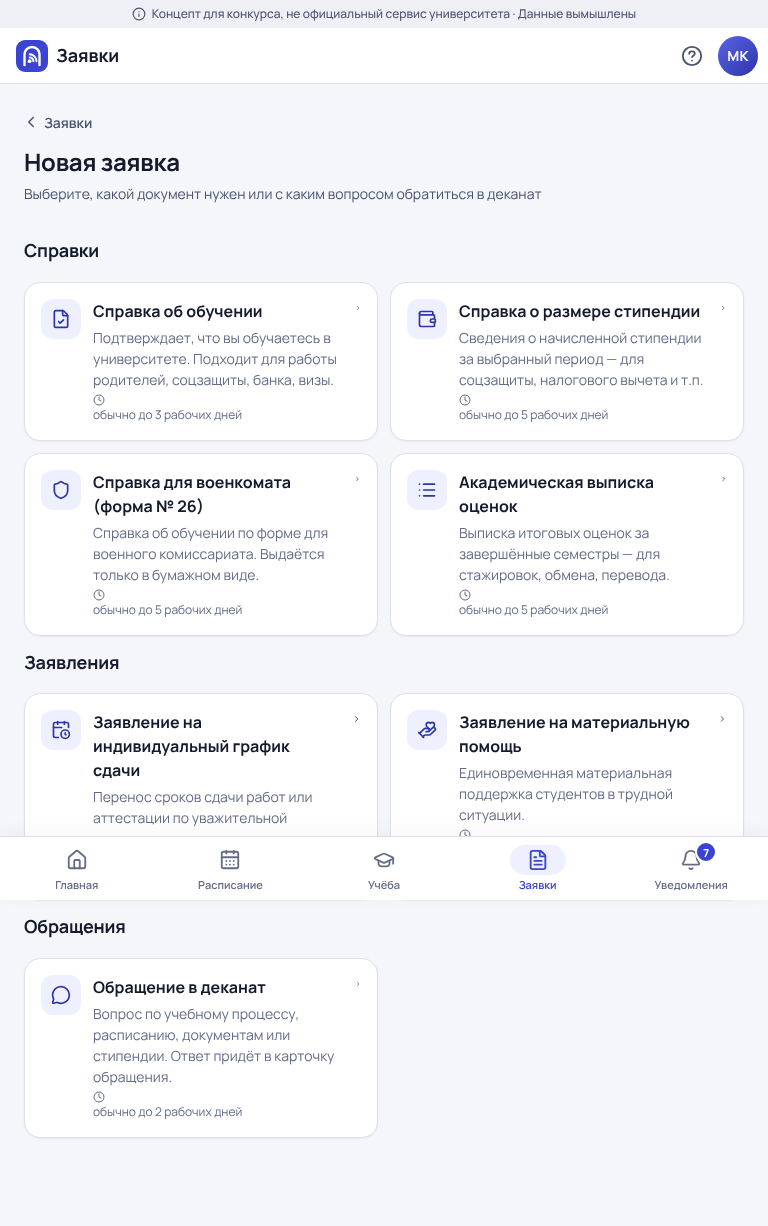 Концепт для конкурса, не официальный сервис университета · Данные вымышлены
Заявки
МК
Заявки
Новая заявка
Выберите, какой документ нужен или с каким вопросом обратиться в деканат
Справки
Справка об обучении
Подтверждает, что вы обучаетесь в
университете. Подходит для работы
родителей, соцзащиты, банка, визы.
обычно до 3 рабочих дней
Справка о размере стипендии
Сведения о начисленной стипендии
за выбранный период — для
соцзащиты, налогового вычета и т.п.
обычно до 5 рабочих дней
Справка для военкомата
(форма № 26)
Справка об обучении по форме для
военного комиссариата. Выдаётся
только в бумажном виде.
обычно до 5 рабочих дней
Академическая выписка
оценок
Выписка итоговых оценок за
завершённые семестры — для
стажировок, обмена, перевода.
обычно до 5 рабочих дней
Заявления
Заявление на
индивидуальный график
сдачи
Перенос сроков сдачи работ или
аттестации по уважительной
Заявление на материальную
помощь
Единовременная материальная
поддержка студентов в трудной
ситуации.
Главная
Расписание
Учёба
Заявки
7
Уведомления
Обращения
Обращение в деканат
Вопрос по учебному процессу,
расписанию, документам или
стипендии. Ответ придёт в карточку
обращения.
обычно до 2 рабочих дней